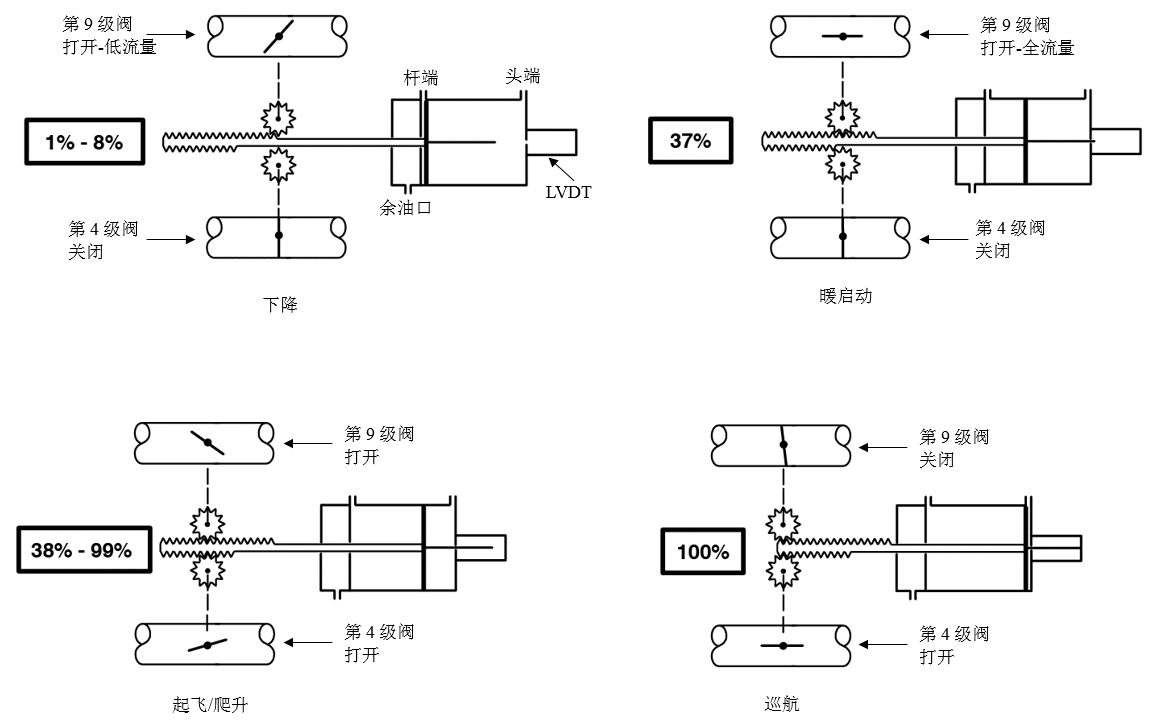 第 9 级阀
打开-低流量
杆端
头端
1% - 8%
LVDT
余油口
第 4 级阀
关闭
下降
第 9 级阀
打开-全流量
37%
第 4 级阀
关闭
暖启动
第 9 级阀
打开
38% - 99%
第 4 级阀
打开
起飞/爬升
第 9 级阀
关闭
100%
第 4 级阀
打开
巡航